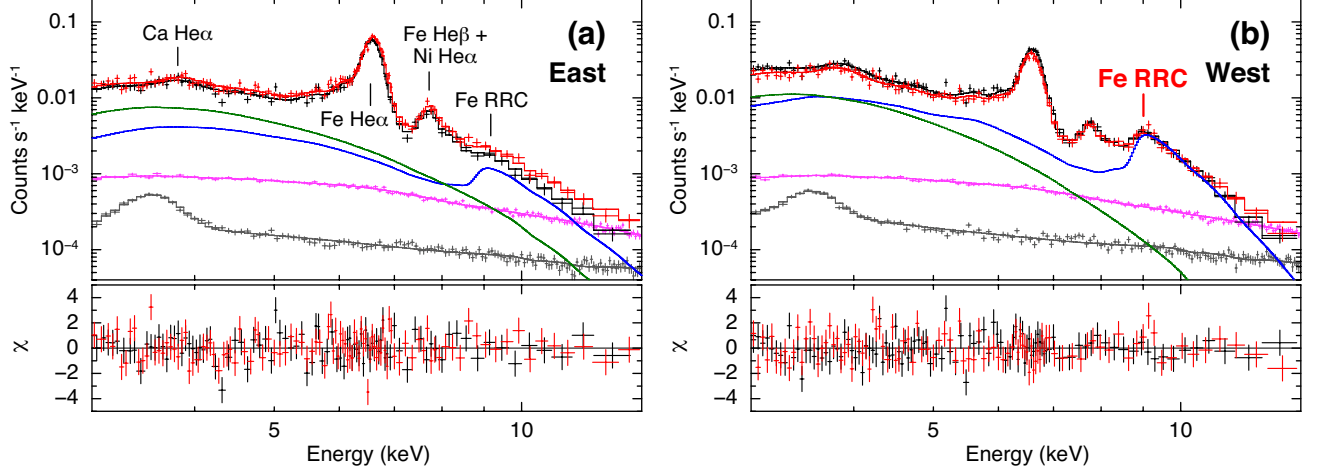 0.1
0.01
10⁻³
10⁻⁴
Counts s⁻¹ keV⁻¹
Ca Heα
Fe Heα
Fe Heβ +
Ni Heα
Fe RRC
(a)
East
4
2
0
−2
−4
χ
5
10
Energy (keV)
0.1
0.01
10⁻³
10⁻⁴
Counts s⁻¹ keV⁻¹
Fe RRC
(b)
West
4
2
0
−2
−4
χ
5
10
Energy (keV)